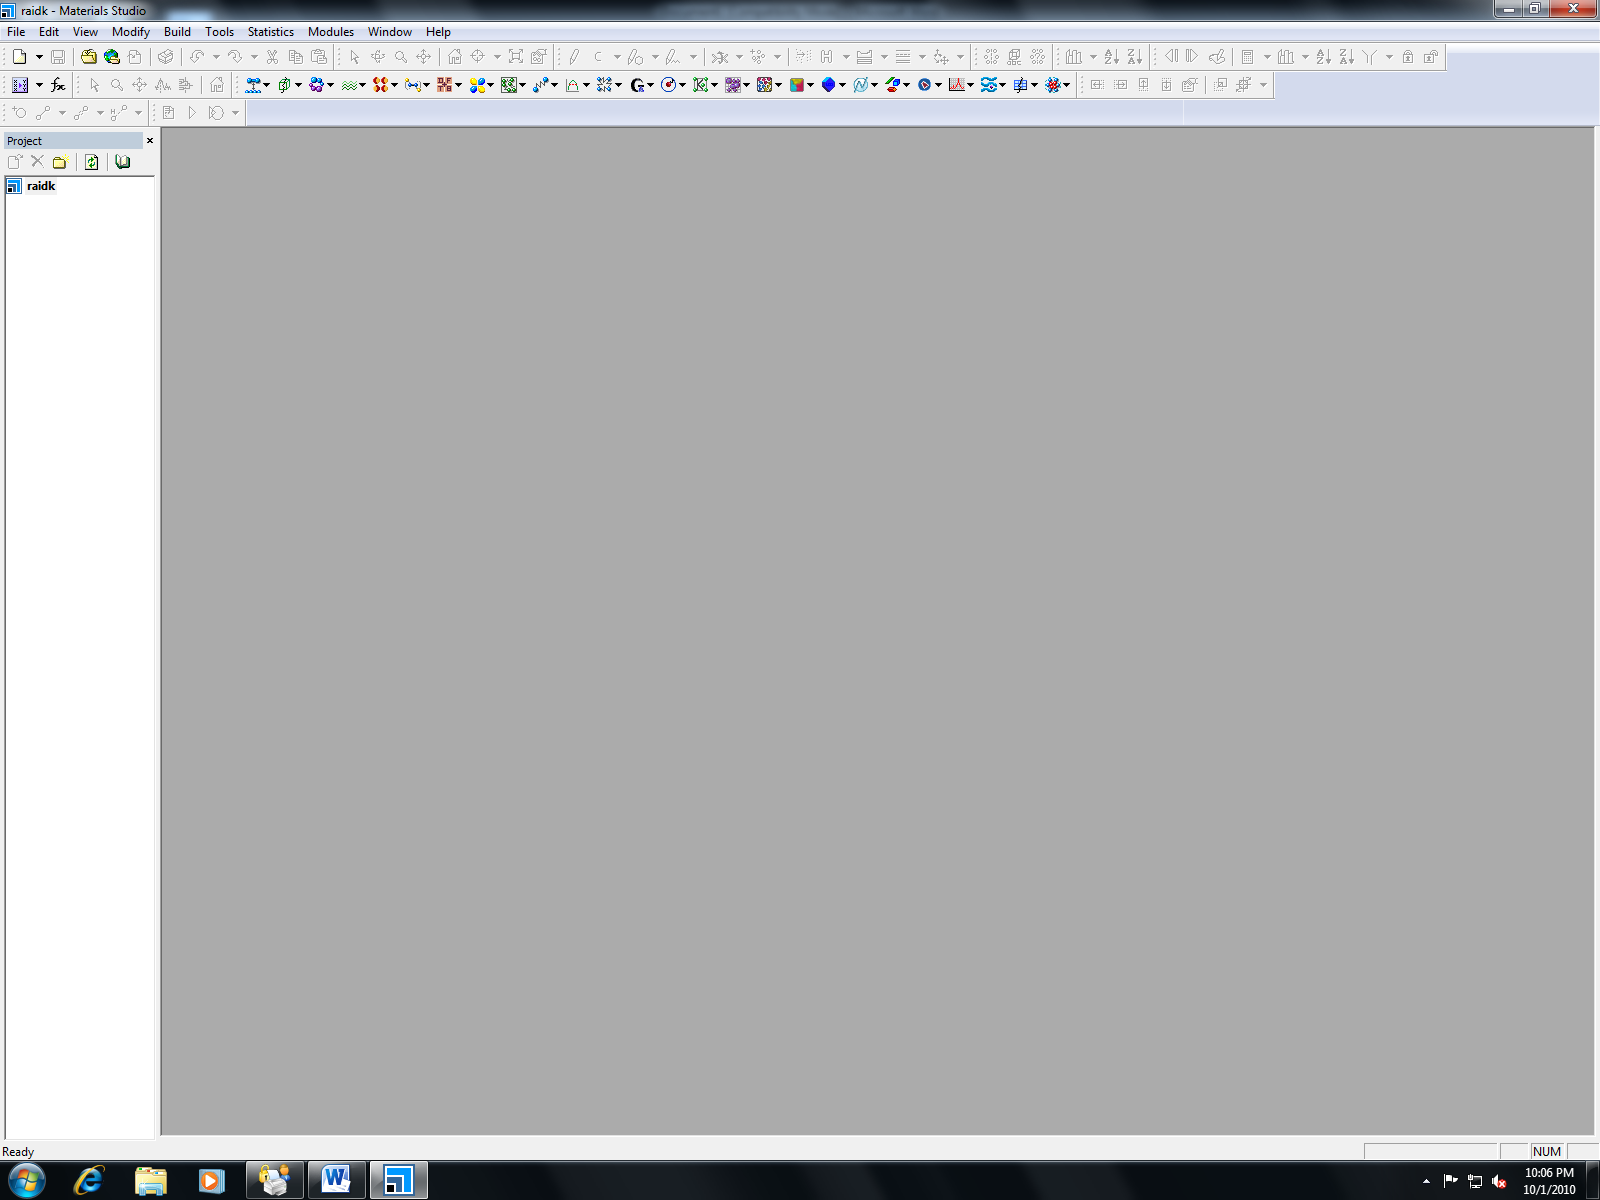 raidk - Materials Studio
File Edit View Modify Build Tools Statistics Modules Window Help
Project
raidk
Ready
NUM
10:06 PM
10/1/2010